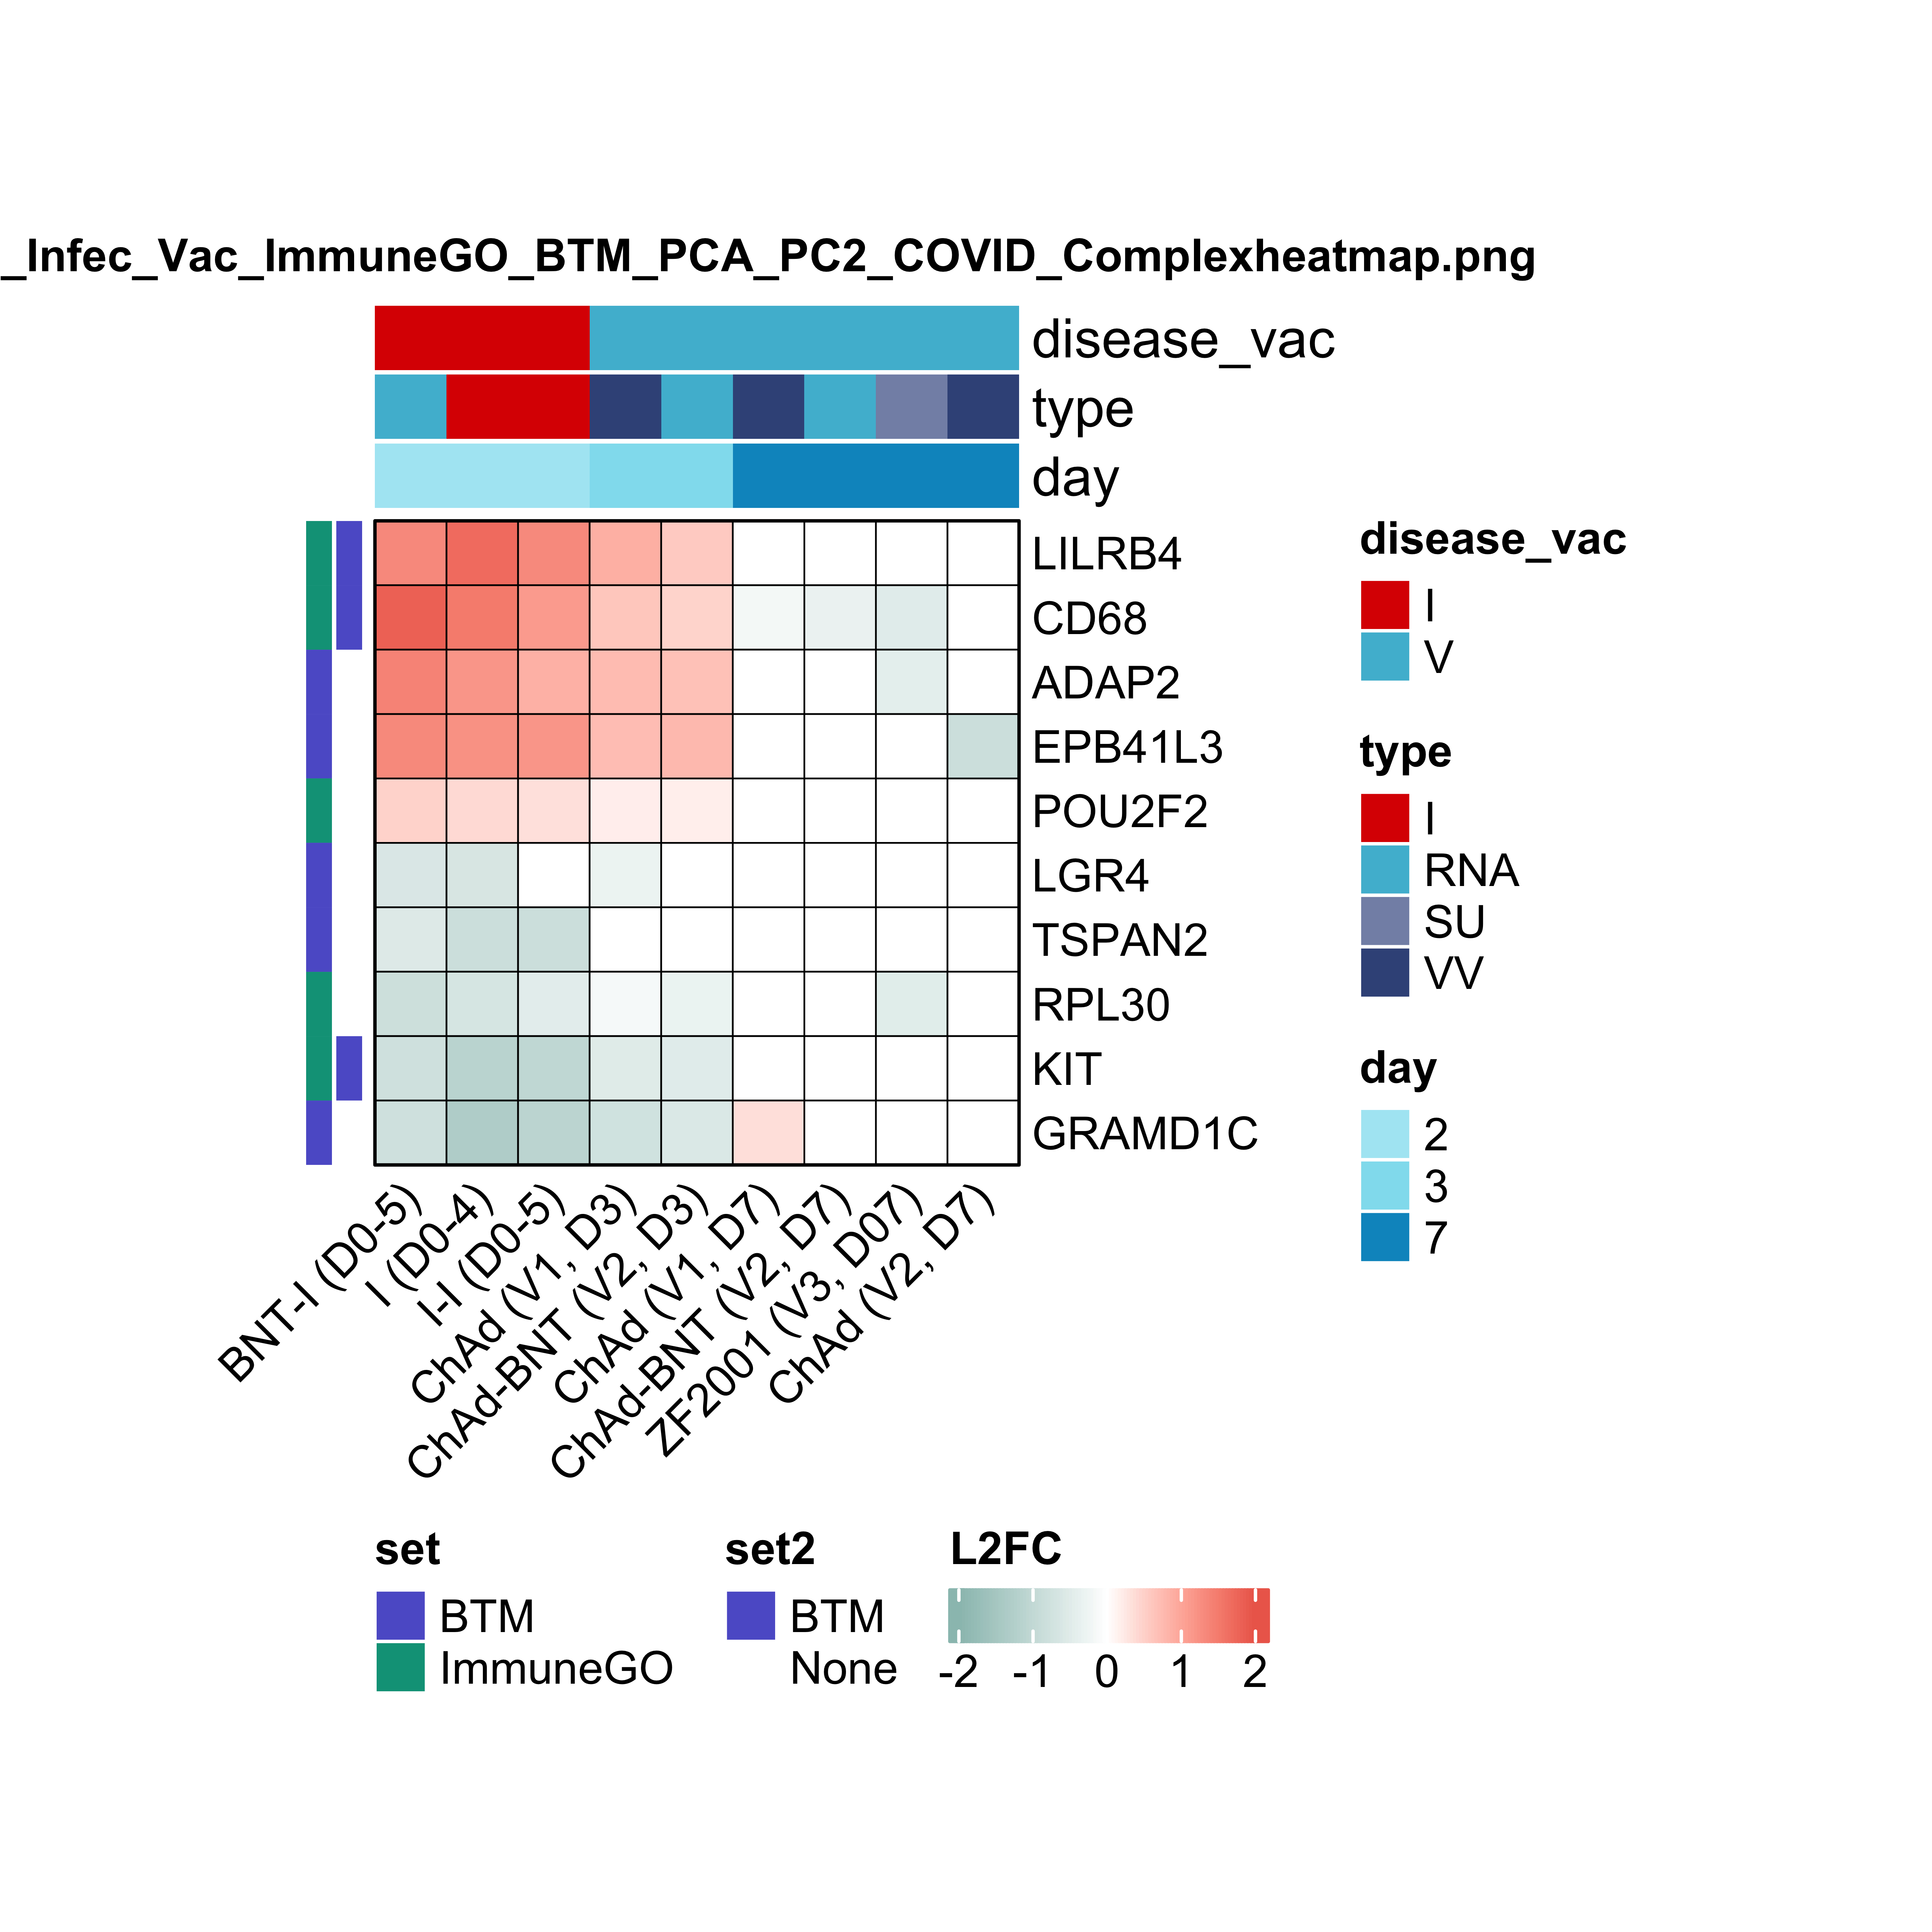 _Infec_Vac_ImmuneGO_BTM_PCA_PC2_COVID_Complexheatmap.png
disease_vac
type
day
LILRB4
CD68
ADAP2
EPB41L3
POU2F2
LGR4
TSPAN2
RPL30
KIT
GRAMD1C
BNT-I (D0-5)
I (D0-4)
I-I (D0-5)
ChAd (V1, D3)
ChAd-BNT (V2, D3)
ChAd (V1, D7)
ChAd-BNT (V2, D7)
ZF2001 (V3, D07)
ChAd (V2, D7)
disease_vac
I
V
type
I
RNA
SU
VV
day
2
3
7
set
BTM
ImmuneGO
set2
BTM
None
L2FC
-2 -1 0 1 2